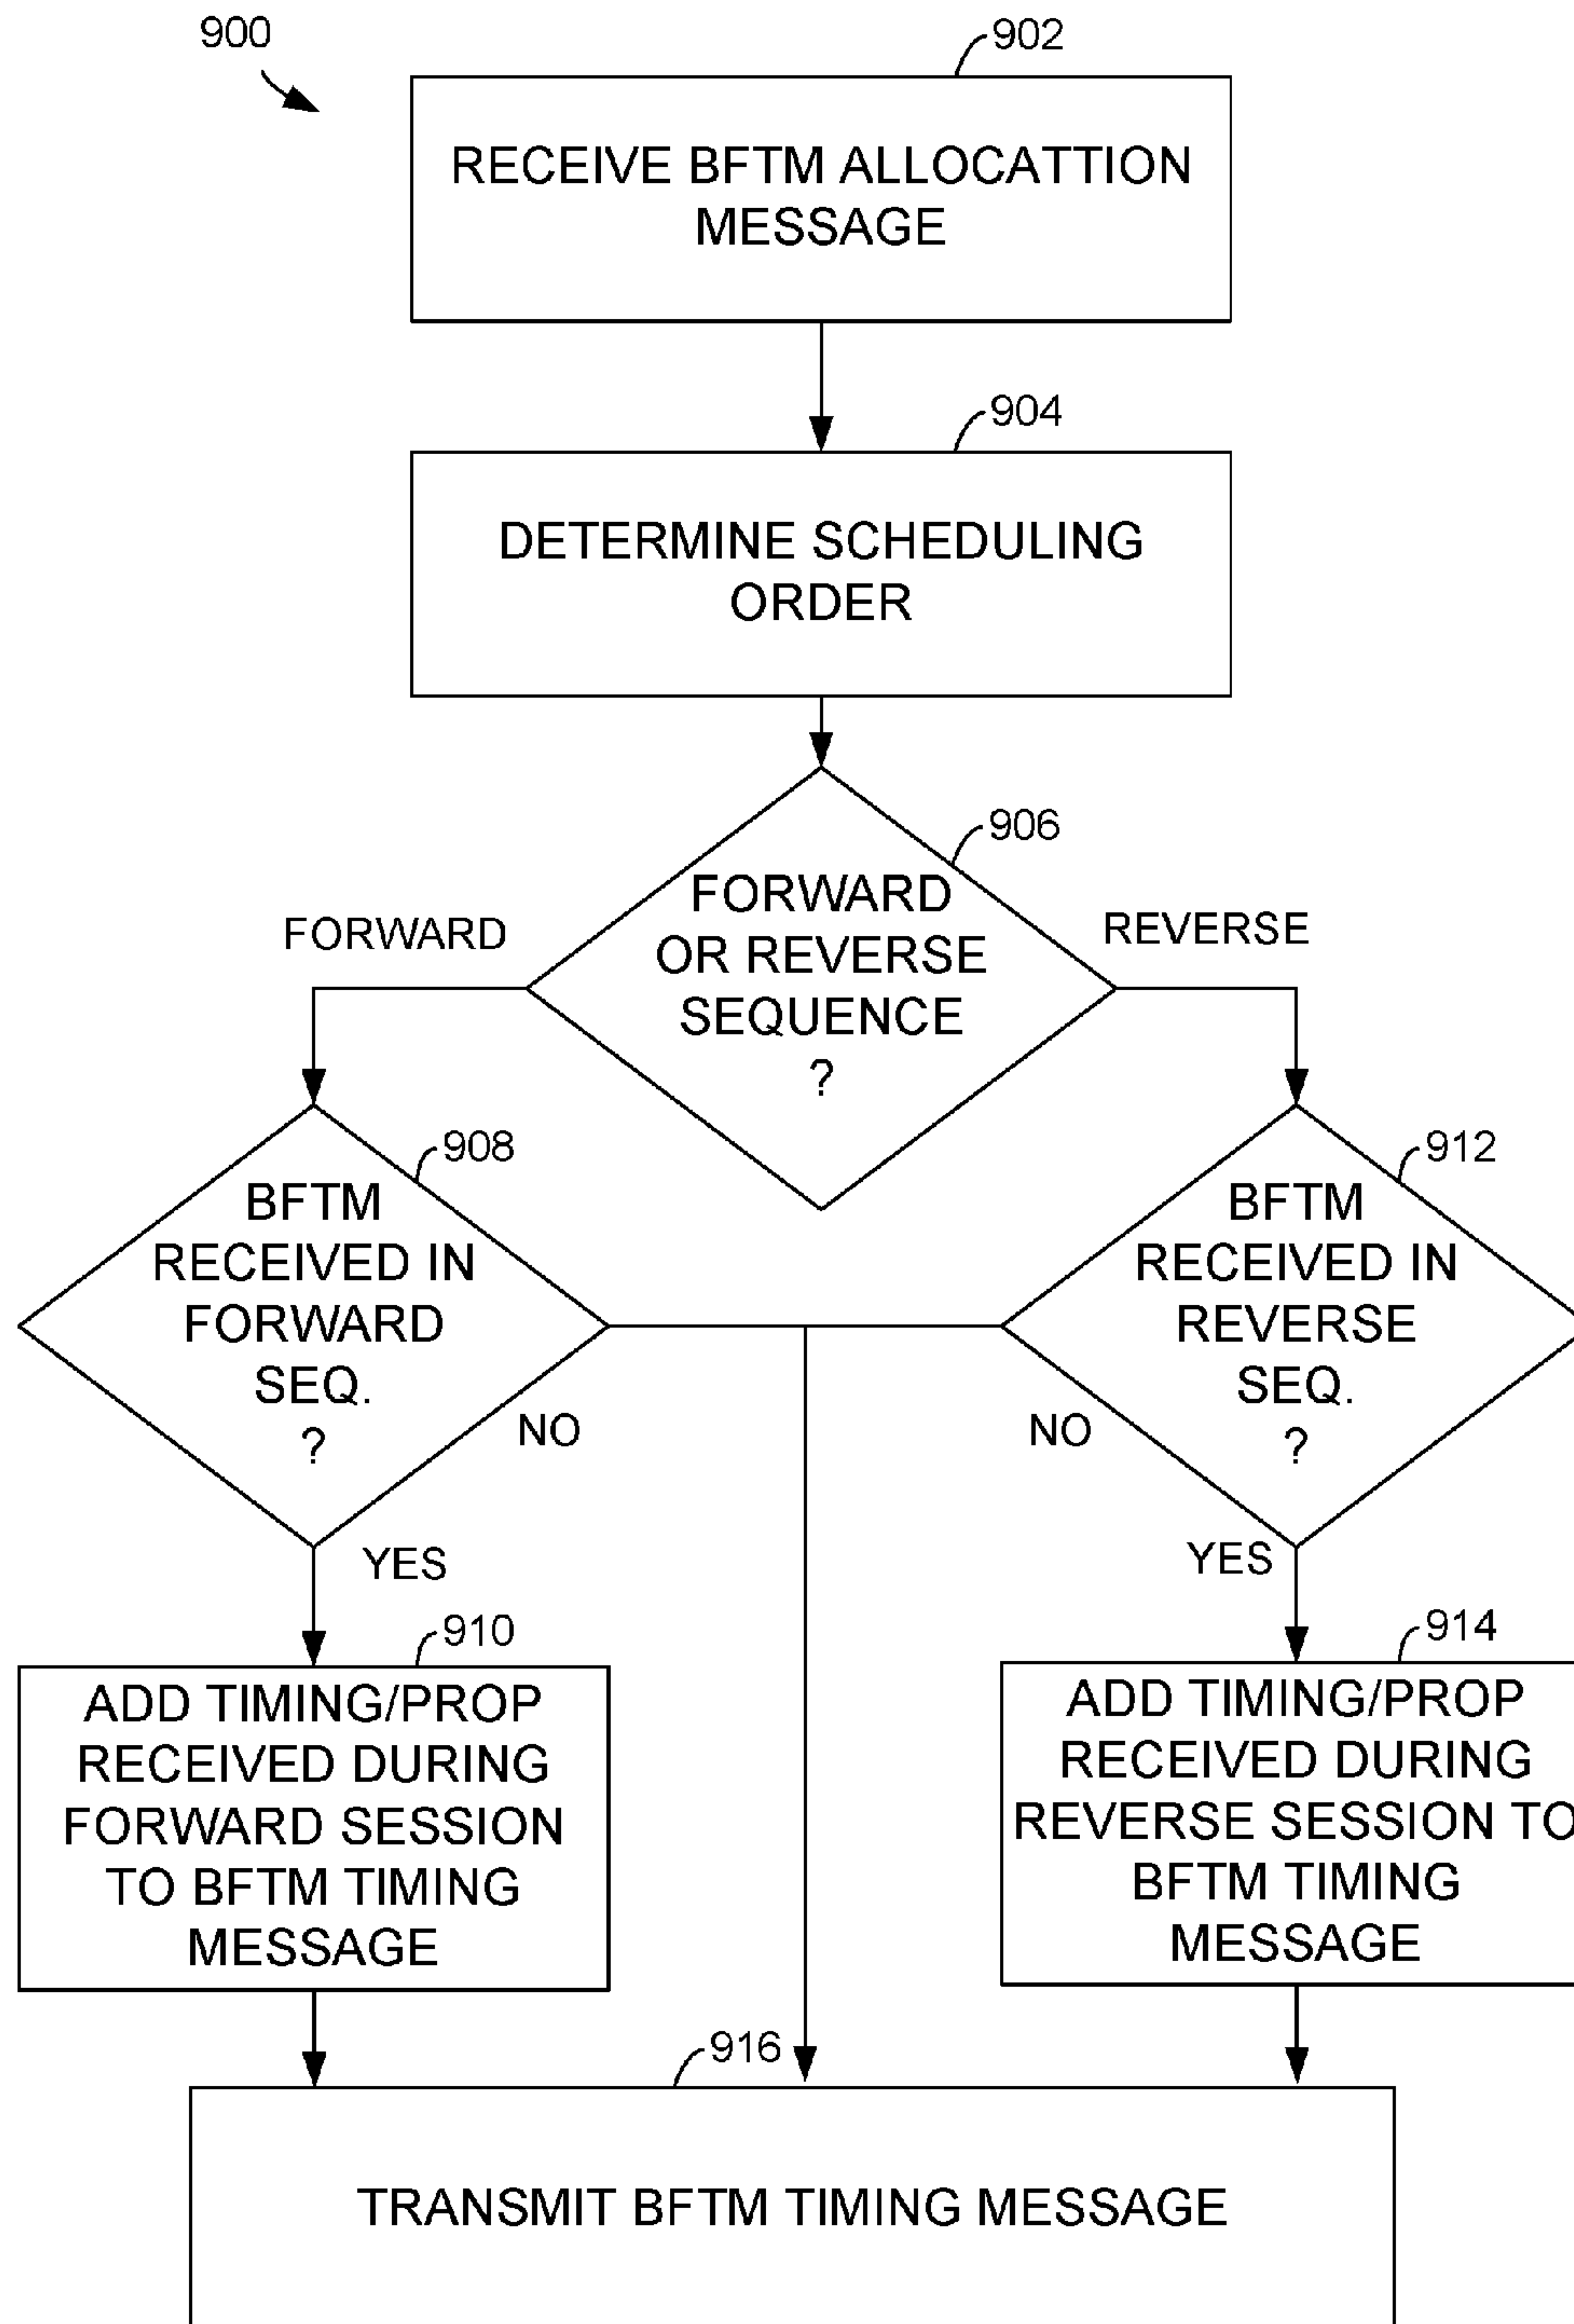 900
902
RECEIVE BFTM ALLOCATTION
MESSAGE
904
DETERMINE SCHEDULING
ORDER
906
FORWARD
OR REVERSE
SEQUENCE
?
FORWARD
REVERSE
908
BFTM
RECEIVED IN
FORWARD
SEQ.
?
NO
YES
912
BFTM
RECEIVED IN
REVERSE
SEQ.
?
NO
YES
910
ADD TIMING/PROP
RECEIVED DURING
FORWARD SESSION
TO BFTM TIMING
MESSAGE
914
ADD TIMING/PROP
RECEIVED DURING
REVERSE SESSION TO
BFTM TIMING
MESSAGE
916
TRANSMIT BFTM TIMING MESSAGE